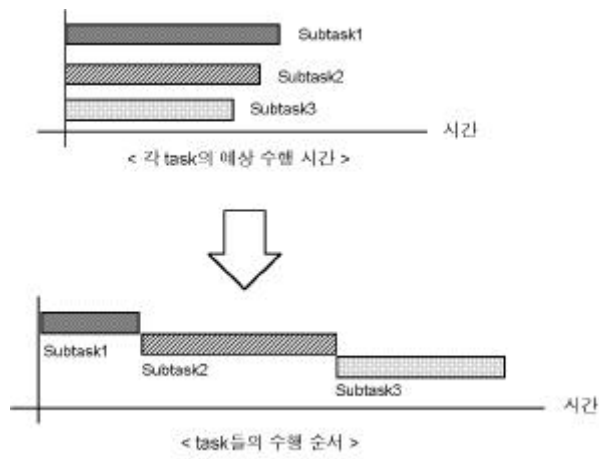 Subtask1
Subtask2
Subtask3
시간
< 각 task의 예상 수행 시간 >
Subtask1
Subtask2
Subtask3
시간
< task들의 수행 순서 >